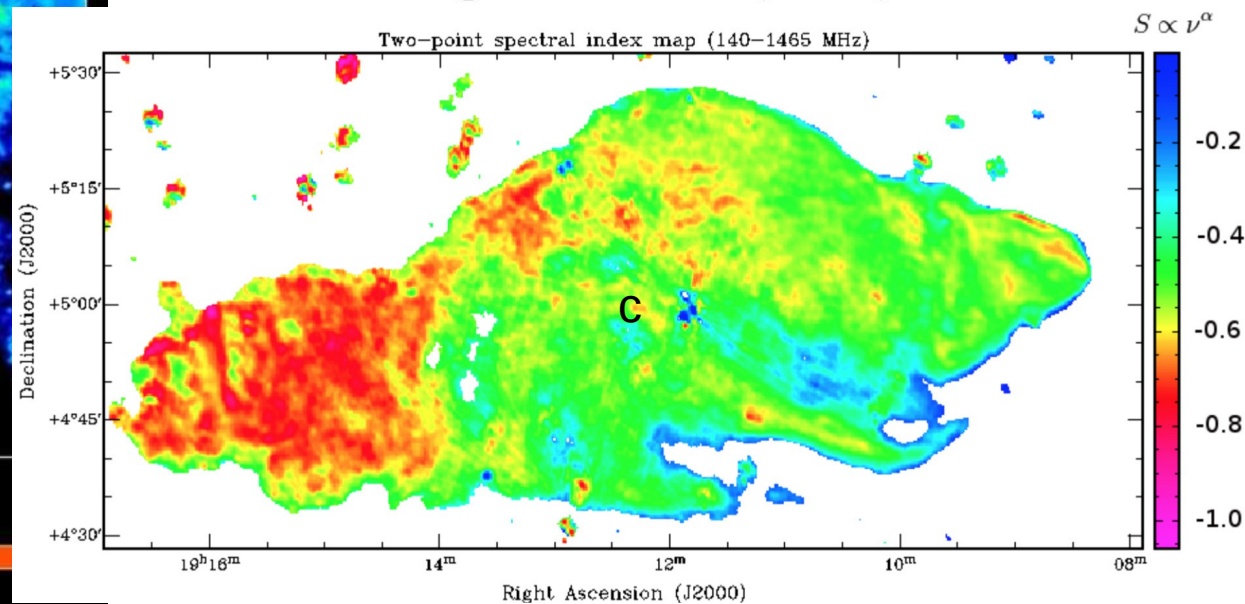 S ∝ ν^α
Two-point spectral index map (140–1465 MHz)
+5°30′
+5°15′
+5°00′
+4°45′
+4°30′
Declination (J2000)
C
-0.2
-0.4
-0.6
-0.8
-1.0
19ʰ16ᵐ
14ᵐ
12ᵐ
10ᵐ
08ᵐ
Right Ascension (J2000)